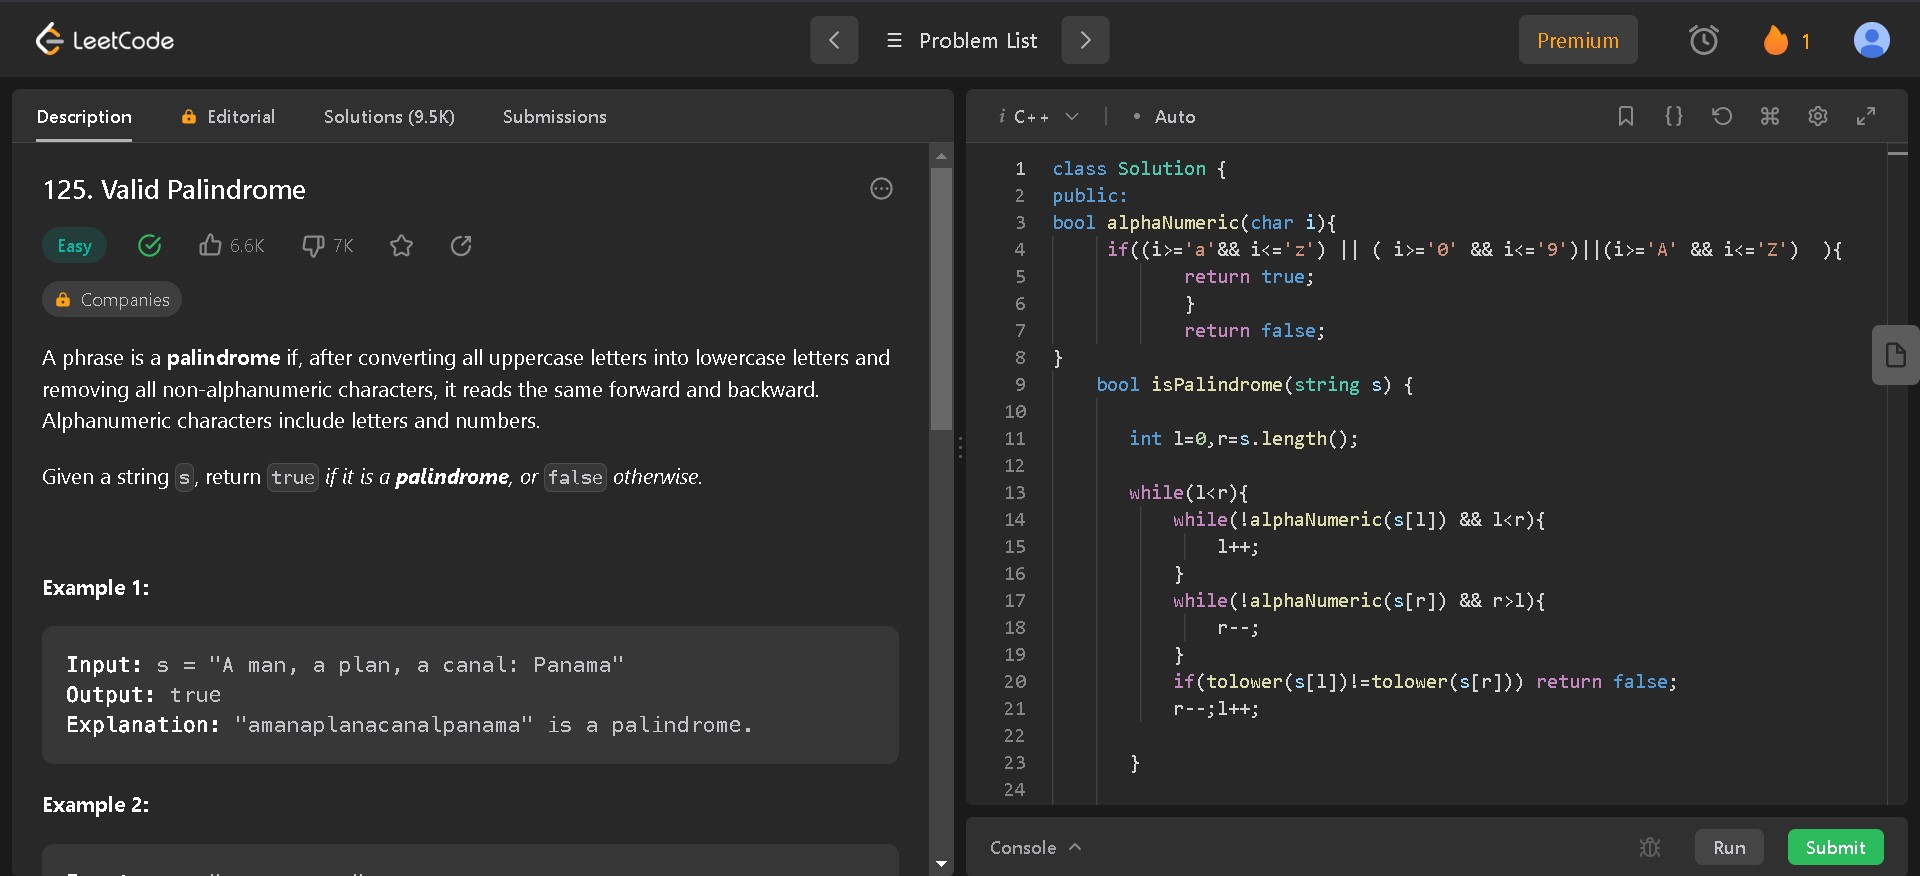 LeetCode
Problem List
Premium
1
Description
Editorial
Solutions (9.5K)
Submissions
125. Valid Palindrome
Easy
6.6K
7K
Companies
A phrase is a palindrome if, after converting all uppercase letters into lowercase letters and
removing all non-alphanumeric characters, it reads the same forward and backward.
Alphanumeric characters include letters and numbers.
Given a string s, return true if it is a palindrome, or false otherwise.
Example 1:
Input: s = "A man, a plan, a canal: Panama"
Output: true
Explanation: "amanaplanacanalpanama" is a palindrome.
Example 2:
i C++
• Auto
1 class Solution {
2 public:
3 bool alphaNumeric(char i){
4 if((i>='a'&& i<='z') || ( i>='0' && i<='9')||(i>='A' && i<='Z') ){
5 return true;
6 }
7 return false;
8 }
9 bool isPalindrome(string s) {
10
11 int l=0,r=s.length();
12
13 while(l<r){
14 while(!alphaNumeric(s[l]) && l<r){
15 l++;
16 }
17 while(!alphaNumeric(s[r]) && r>l){
18 r--;
19 }
20 if(tolower(s[l])!=tolower(s[r])) return false;
21 r--;l++;
22
23 }
24
Console
Run
Submit